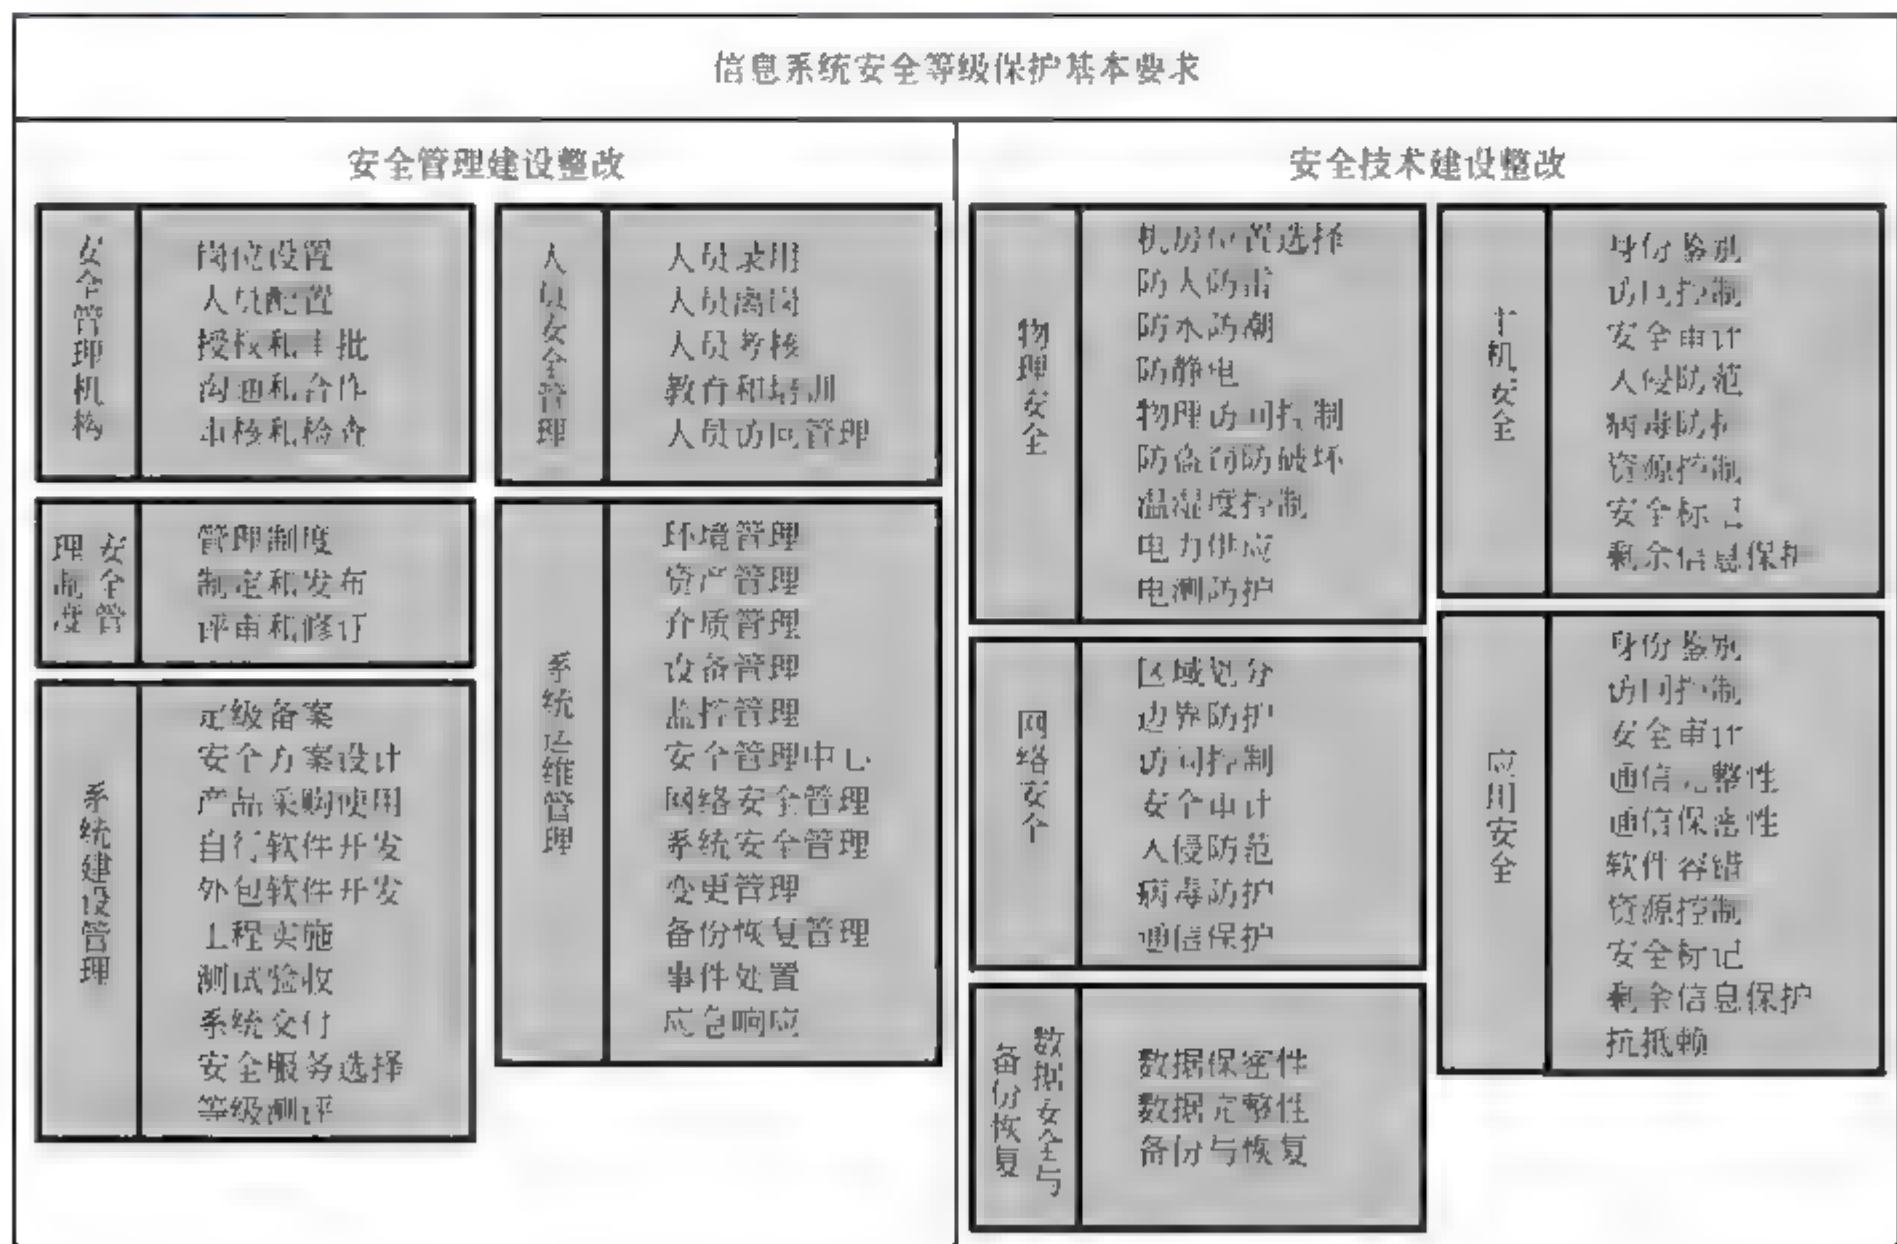 信息系统安全等级保护基本要求
安全管理建设整改
安全管理机构
岗位设置
人员配置
授权和审批
沟通和合作
审核和检查
安全管理制度
管理制度
制定和发布
评审和修订
系统建设管理
定级备案
安全方案设计
产品采购使用
自行软件开发
外包软件开发
工程实施
测试验收
系统交付
安全服务选择
等级测评
人员安全管理
人员录用
人员离岗
人员考核
教育和培训
人员访问管理
系统运维管理
环境管理
资产管理
介质管理
设备管理
监控管理
安全管理中心
网络安全管理
系统安全管理
变更管理
备份恢复管理
事件处置
应急响应
安全技术建设整改
物理安全
机房位置选择
防火防雷
防水防潮
防静电
物理访问控制
防盗窃防破坏
温湿度控制
电力供应
电测防护
网络安全
区域划分
边界防护
访问控制
安全审计
入侵防范
病毒防护
通信保护
数据安全与备份恢复
数据保密性
数据完整性
备份与恢复
主机安全
身份鉴别
访问控制
安全审计
入侵防范
病毒防护
资源控制
安全标记
剩余信息保护
应用安全
身份鉴别
访问控制
安全审计
通信完整性
通信保密性
软件容错
资源控制
安全标记
剩余信息保护
抗抵赖